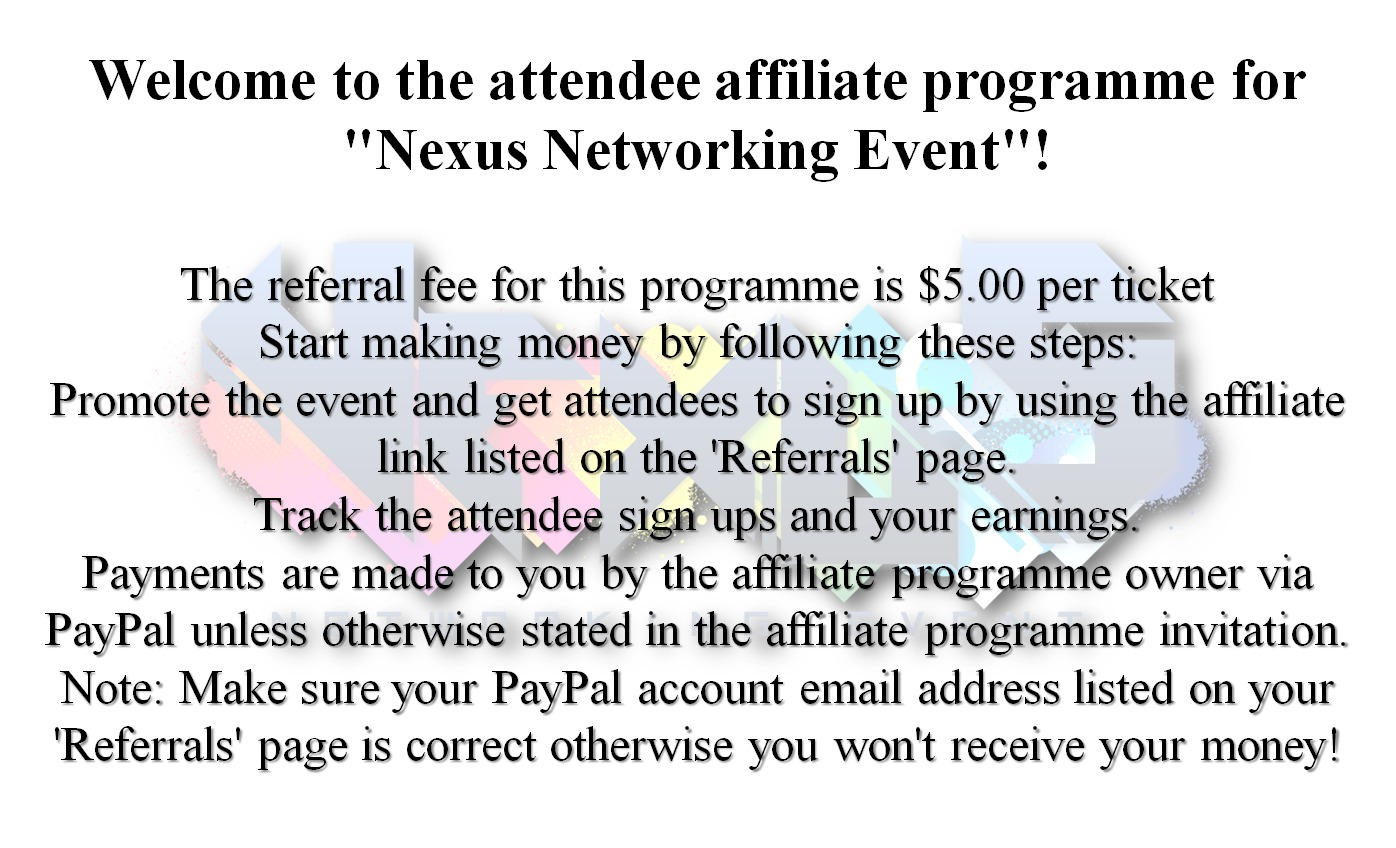 Welcome to the attendee affiliate programme for
"Nexus Networking Event"!
The referral fee for this programme is $5.00 per ticket
Start making money by following these steps:
Promote the event and get attendees to sign up by using the affiliate
link listed on the 'Referrals' page.
Track the attendee sign ups and your earnings.
Payments are made to you by the affiliate programme owner via
PayPal unless otherwise stated in the affiliate programme invitation.
Note: Make sure your PayPal account email address listed on your
'Referrals' page is correct otherwise you won't receive your money!